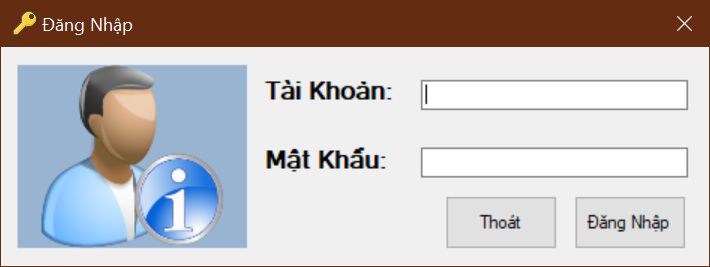 Đăng Nhập
Tài Khoản:
Mật Khẩu:
Thoát
Đăng Nhập